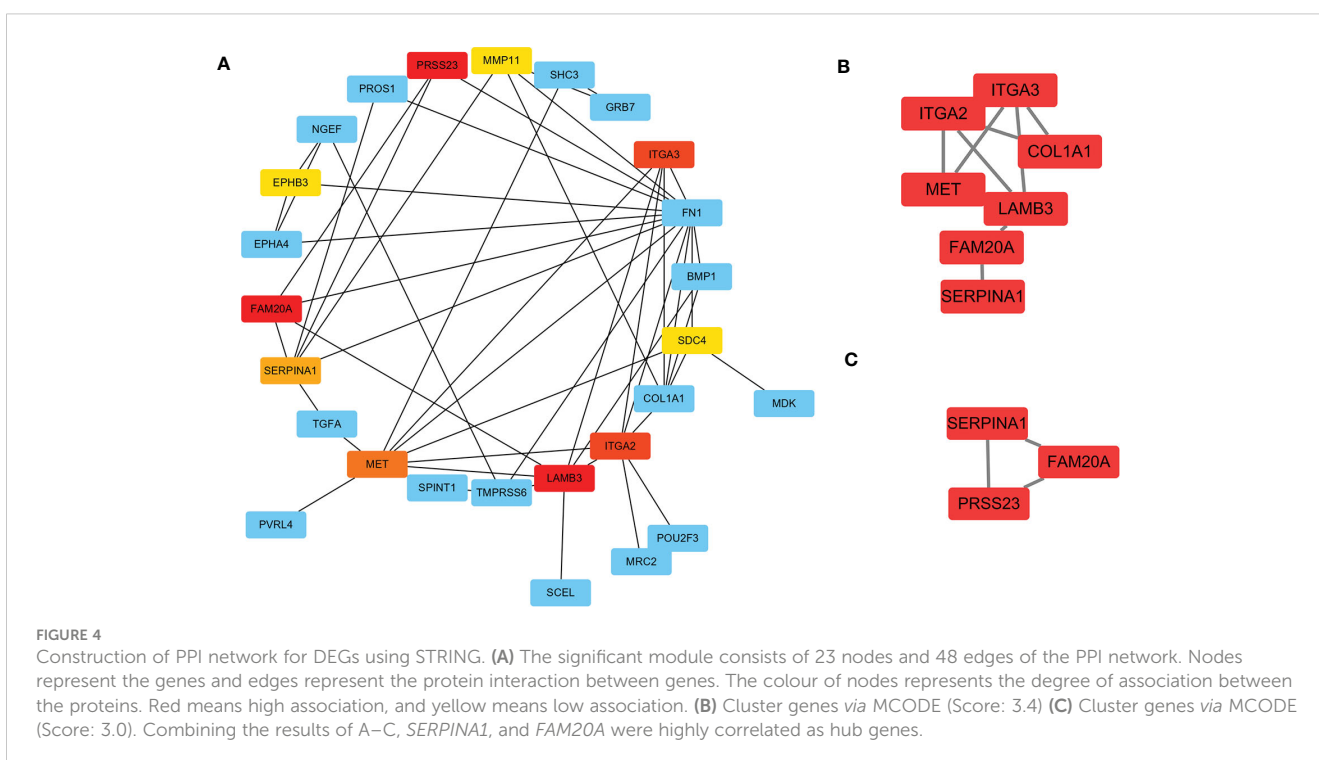 A
PRSS23
MMP11
SHC3
PROS1
GRB7
NGEF
ITGA3
EPHB3
FN1
EPHA4
BMP1
FAM20A
SDC4
SERPINA1
COL1A1
MDK
TGFA
ITGA2
MET
LAMB3
SPINT1
TMPRSS6
PVRL4
POU2F3
MRC2
SCEL
B
ITGA3
ITGA2
COL1A1
MET
LAMB3
FAM20A
SERPINA1
C
SERPINA1
FAM20A
PRSS23
FIGURE 4
Construction of PPI network for DEGs using STRING. (A) The significant module consists of 23 nodes and 48 edges of the PPI network. Nodes
represent the genes and edges represent the protein interaction between genes. The colour of nodes represents the degree of association between
the proteins. Red means high association, and yellow means low association. (B) Cluster genes via MCODE (Score: 3.4) (C) Cluster genes via MCODE
(Score: 3.0). Combining the results of A–C, SERPINA1, and FAM20A were highly correlated as hub genes.